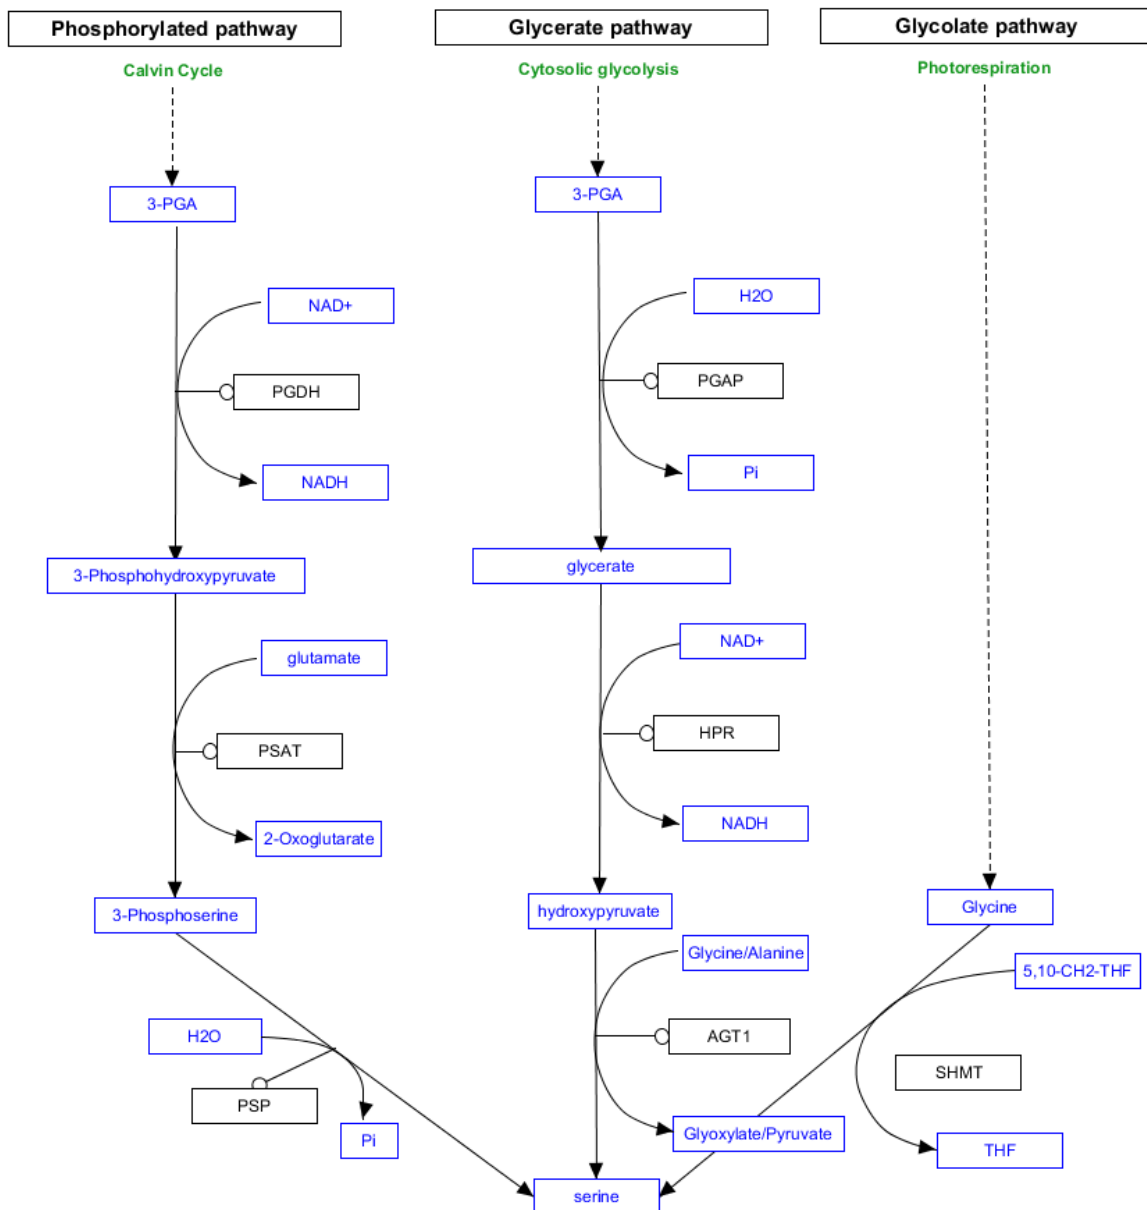 Phosphorylated pathway
Glycerate pathway
Glycolate pathway
Calvin Cycle
Cytosolic glycolysis
Photorespiration
3-PGA
3-PGA
NAD+
H2O
PGDH
PGAP
NADH
Pi
3-Phosphohydroxypyruvate
glycerate
glutamate
NAD+
PSAT
HPR
2-Oxoglutarate
NADH
3-Phosphoserine
hydroxypyruvate
Glycine
Glycine/Alanine
5,10-CH2-THF
H2O
AGT1
SHMT
PSP
Pi
Glyoxylate/Pyruvate
THF
serine